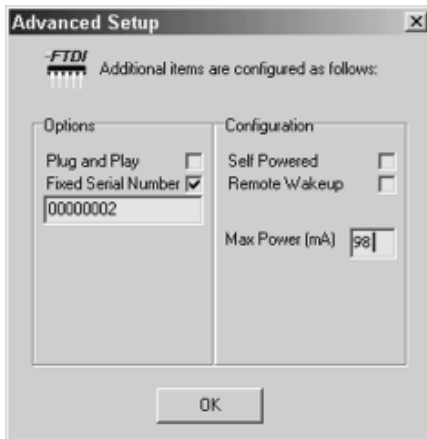 Advanced Setup
FTDI
Additional items are configured as follows:
Options
Plug and Play
Fixed Serial Number
00000002
Configuration
Self Powered
Remote Wakeup
Max Power (mA) 98
OK